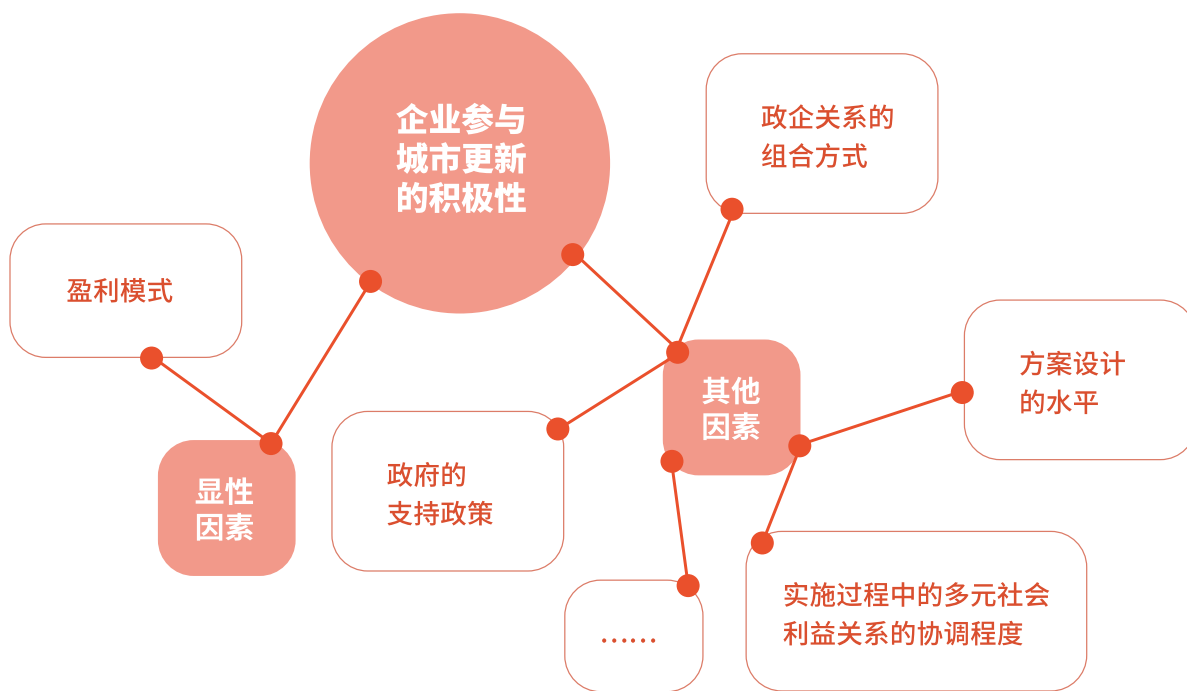 企业参与
城市更新
的积极性
政企关系的
组合方式
盈利模式
其他
因素
方案设计
的水平
显性
因素
政府的
支持政策
实施过程中的多元社会
利益关系的协调程度
……